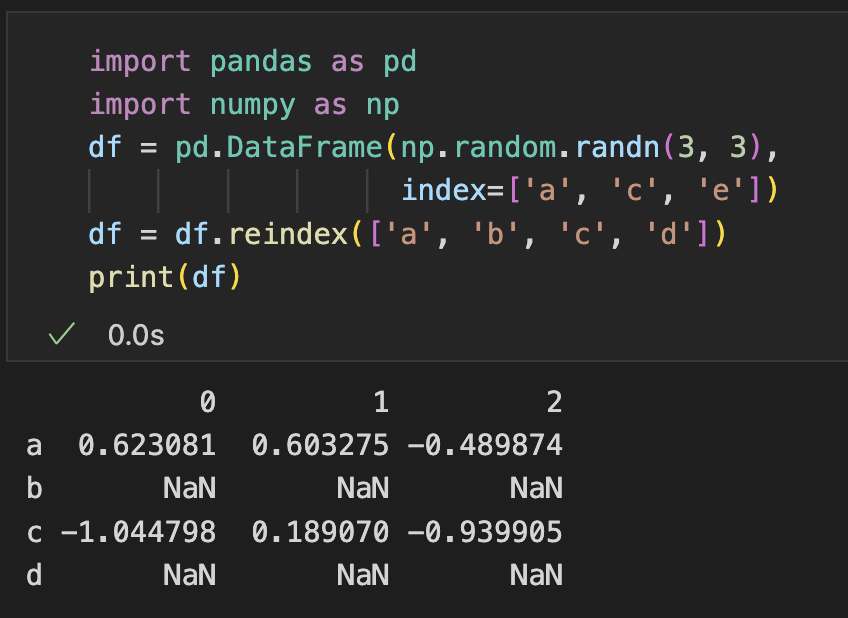 import pandas as pd
import numpy as np
df = pd.DataFrame(np.random.randn(3, 3),
                  index=['a', 'c', 'e'])
df = df.reindex(['a', 'b', 'c', 'd'])
print(df)
✓ 0.0s
          0         1         2
a  0.623081  0.603275 -0.489874
b       NaN       NaN       NaN
c -1.044798  0.189070 -0.939905
d       NaN       NaN       NaN